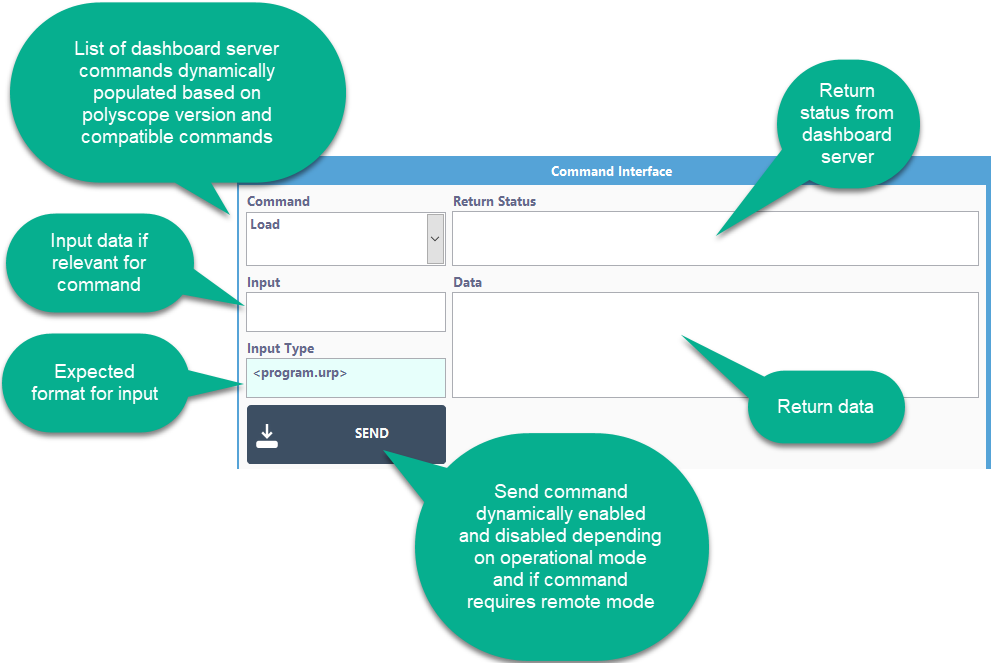 List of dashboard server
commands dynamically
populated based on
polyscope version and
compatible commands
Return
status from
dashboard
server
Command Interface
Command
Return Status
Load
Input data if
relevant for
command
Input
Data
Input Type
<program.urp>
Expected
format for input
Return data
SEND
Send command
dynamically enabled
and disabled depending
on operational mode
and if command
requires remote mode